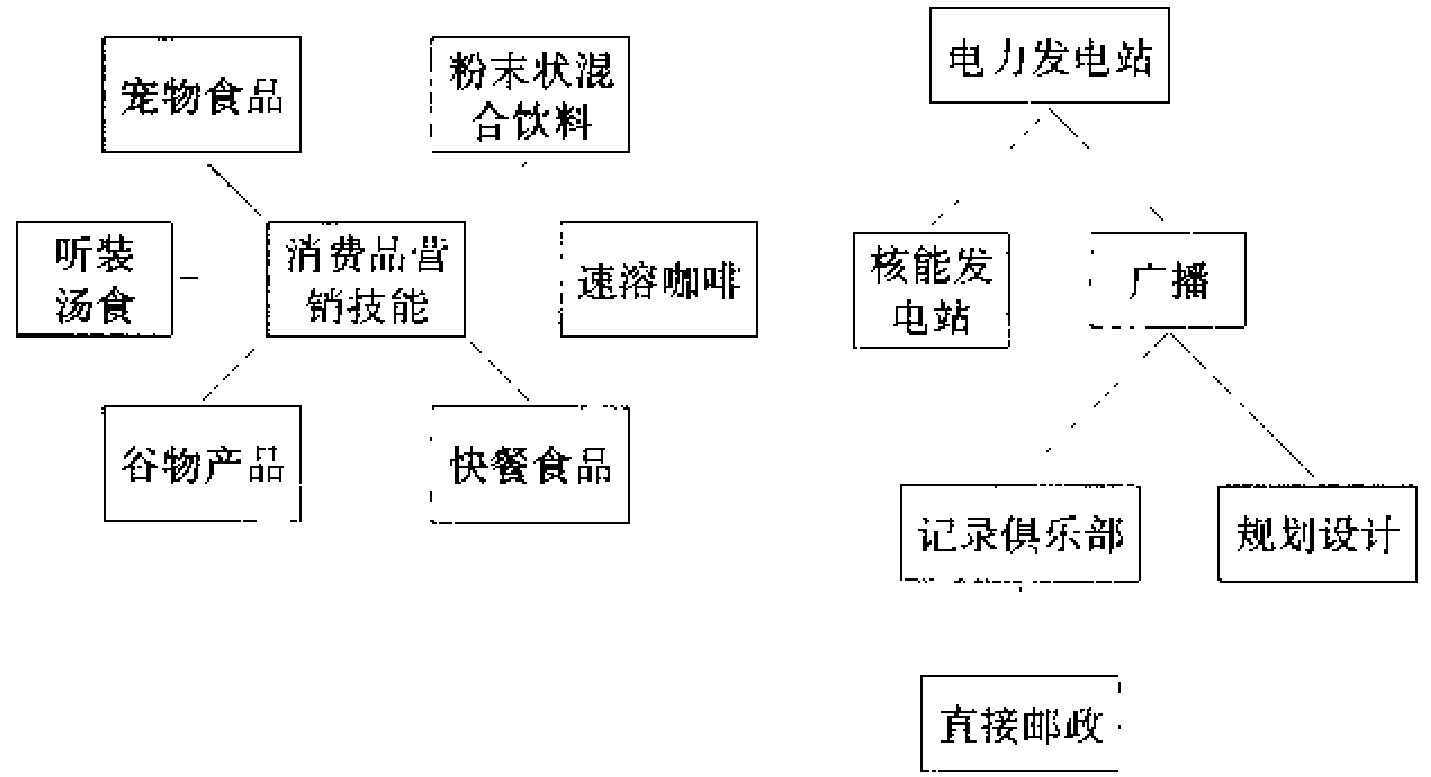 宠物食品
粉末状混
合饮料
听装
汤食
消费品营
销技能
速溶咖啡
谷物产品
快餐食品
电力发电站
核能发
电站
广播
记录俱乐部
规划设计
直接邮政